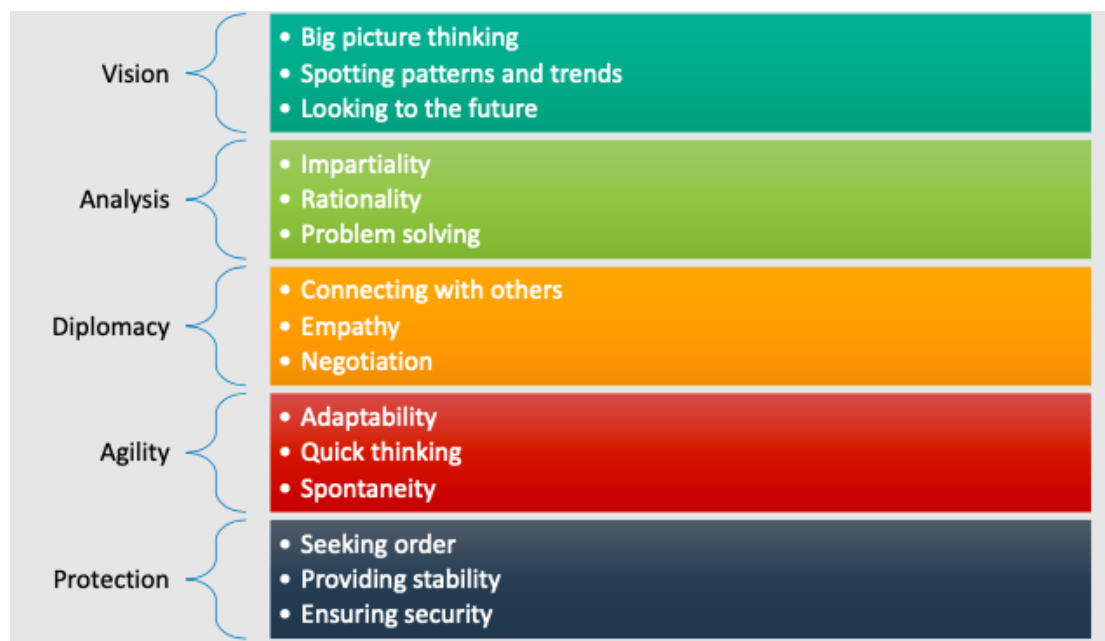 Vision
• Big picture thinking
• Spotting patterns and trends
• Looking to the future
Analysis
• Impartiality
• Rationality
• Problem solving
Diplomacy
• Connecting with others
• Empathy
• Negotiation
Agility
• Adaptability
• Quick thinking
• Spontaneity
Protection
• Seeking order
• Providing stability
• Ensuring security